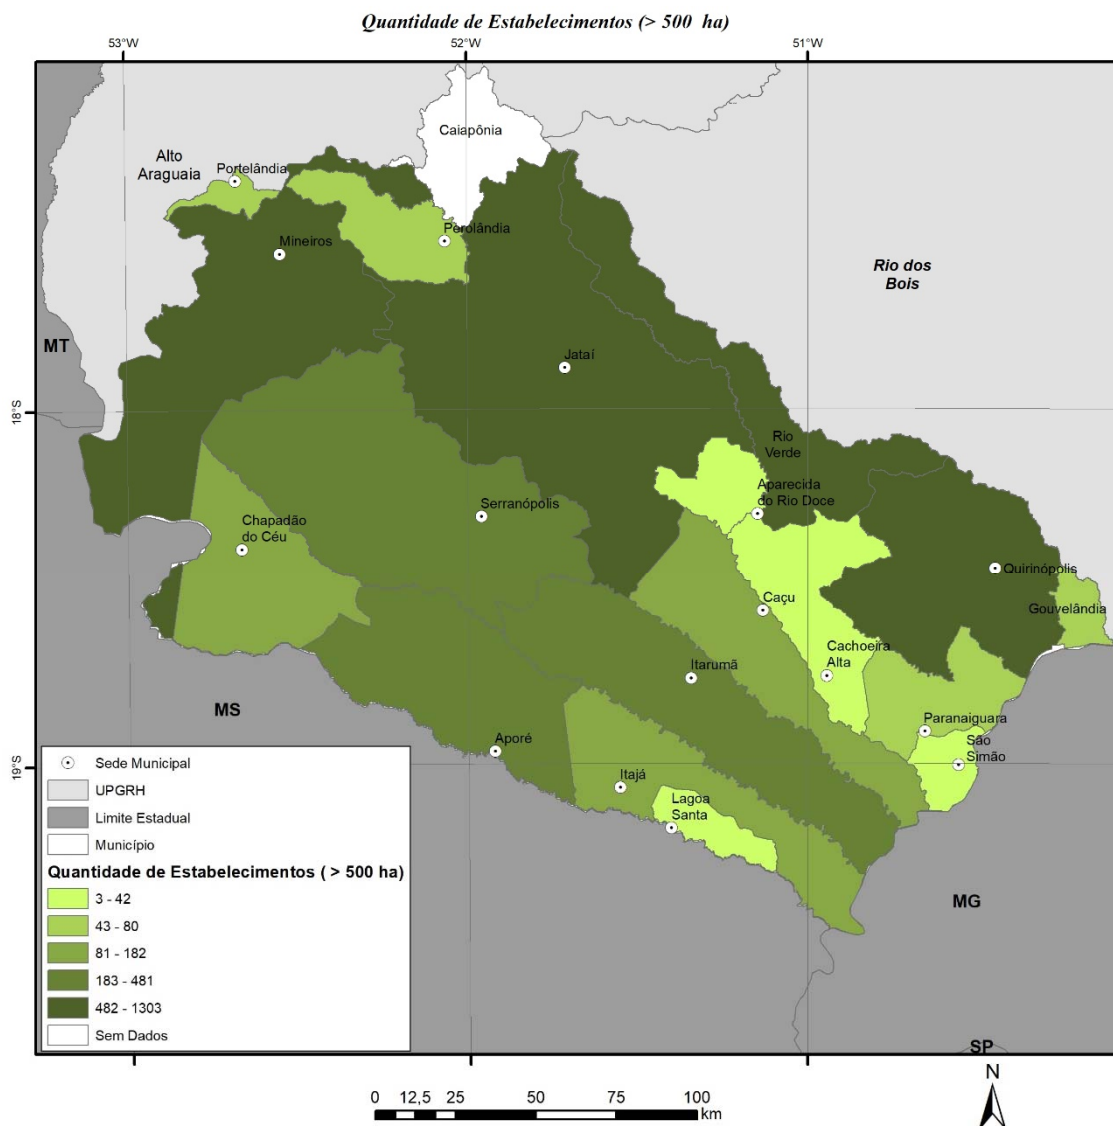 Quantidade de Estabelecimentos (> 500 ha)
53°W
52°W
51°W
Caiapônia
Alto
Araguaia
Portelândia
Perolândia
Mineiros
Rio dos
Bois
MT
Jataí
18°S
Rio
Verde
Aparecida
do Rio Doce
Serranópolis
Chapadão
do Céu
Quirinópolis
Caçu
Gouvelândia
Cachoeira
Alta
Itarumã
MS
Paranaiguara
São
Simão
Aporé
19°S
Itajá
Lagoa
Santa
MG
SP
Sede Municipal
UPGRH
Limite Estadual
Município
Quantidade de Estabelecimentos ( > 500 ha)
3 - 42
43 - 80
81 - 182
183 - 481
482 - 1303
Sem Dados
0 12,5 25 50 75 100
km
N